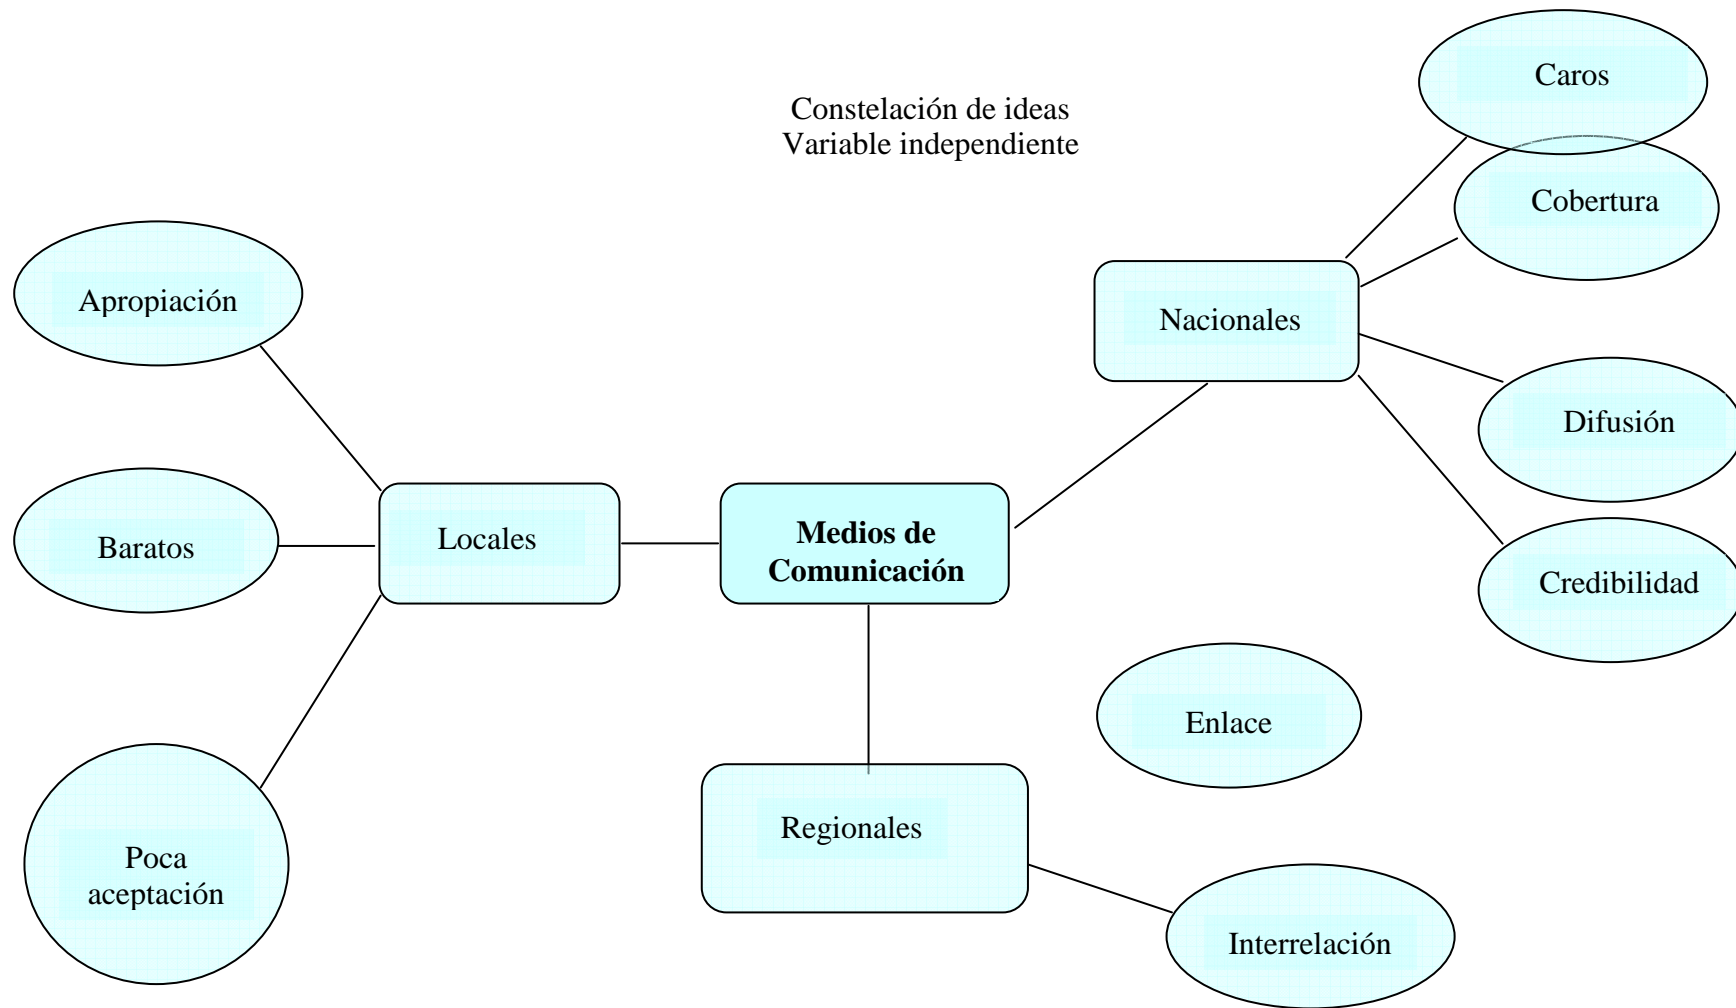 Constelación de ideas
Variable independiente
Caros
Cobertura
Apropiación
Nacionales
Difusión
Baratos
Locales
Medios de
Comunicación
Credibilidad
Enlace
Poca
aceptación
Regionales
Interrelación